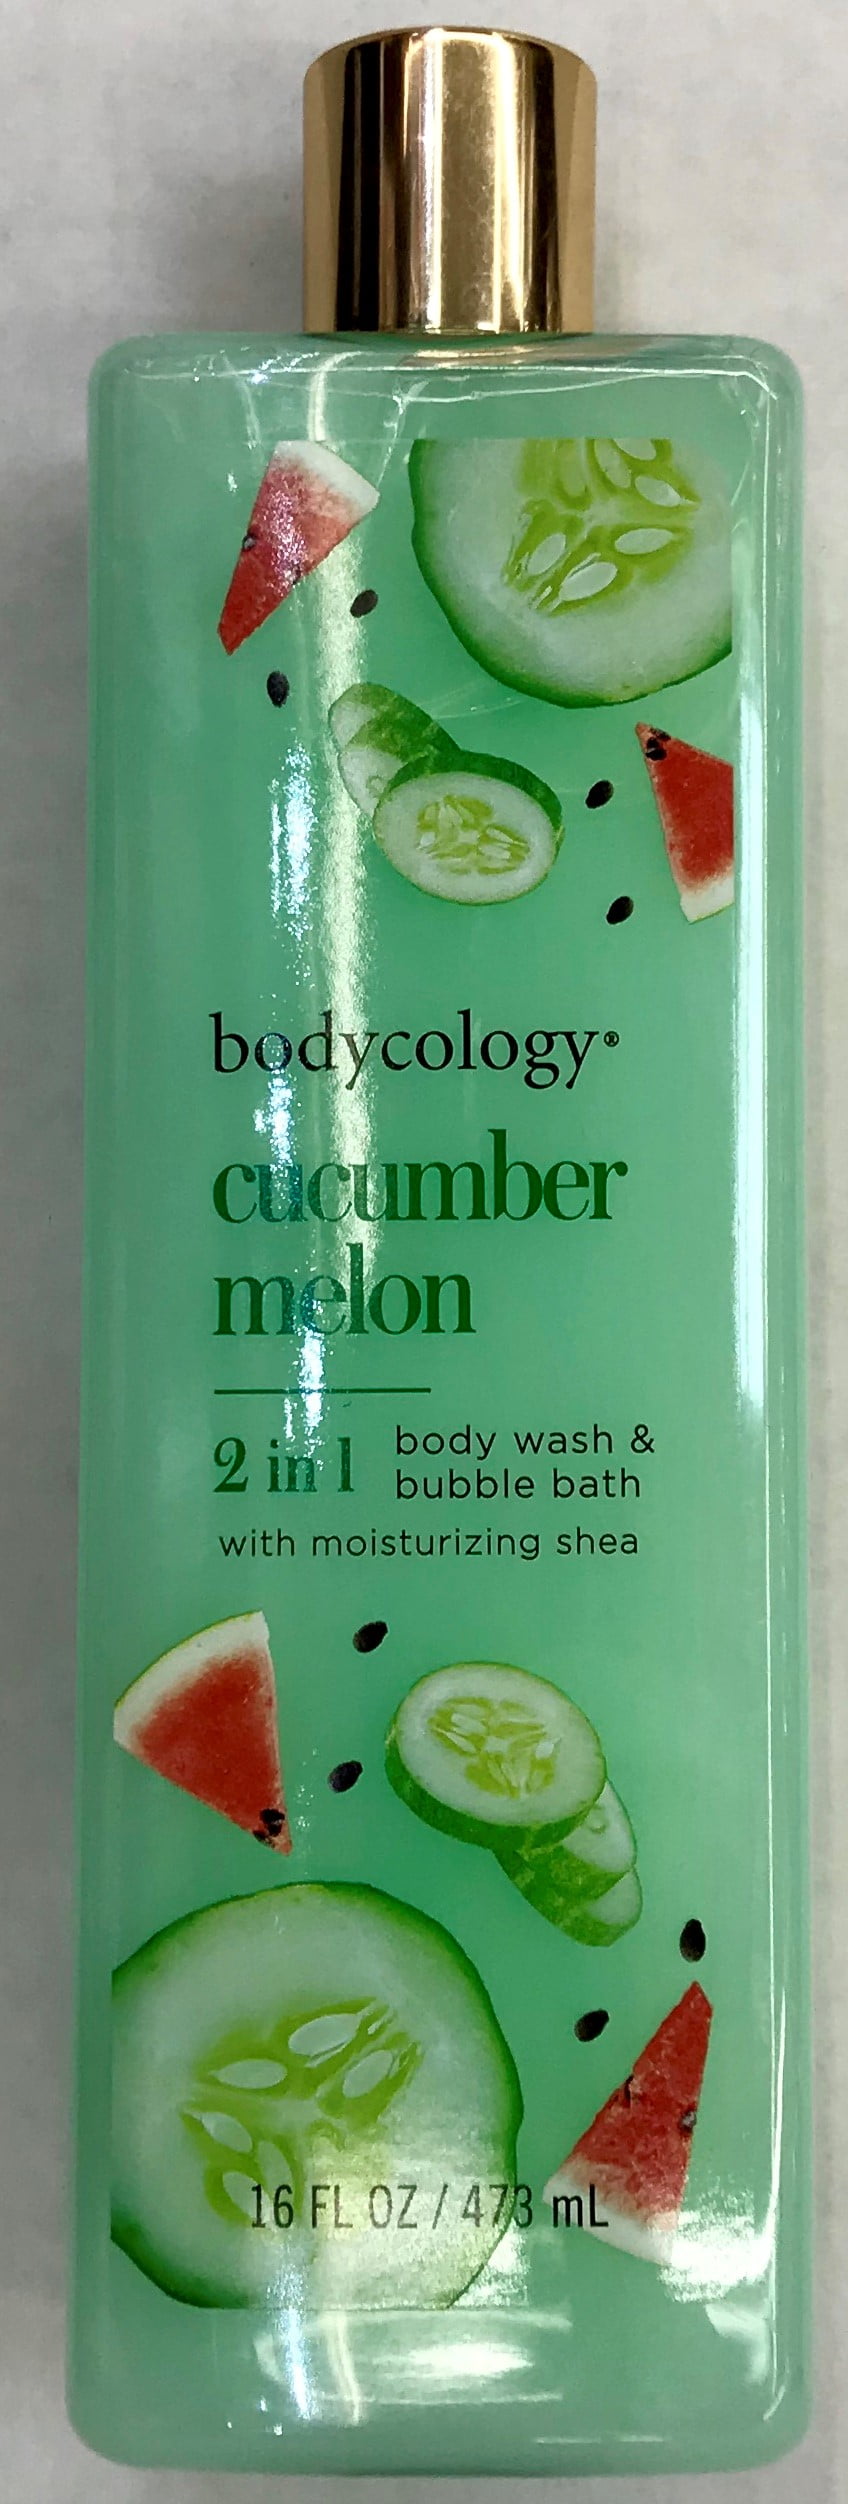 bodycology®
cucumber
melon
2 in 1 body wash &
bubble bath
with moisturizing shea
16 FL OZ / 473 mL